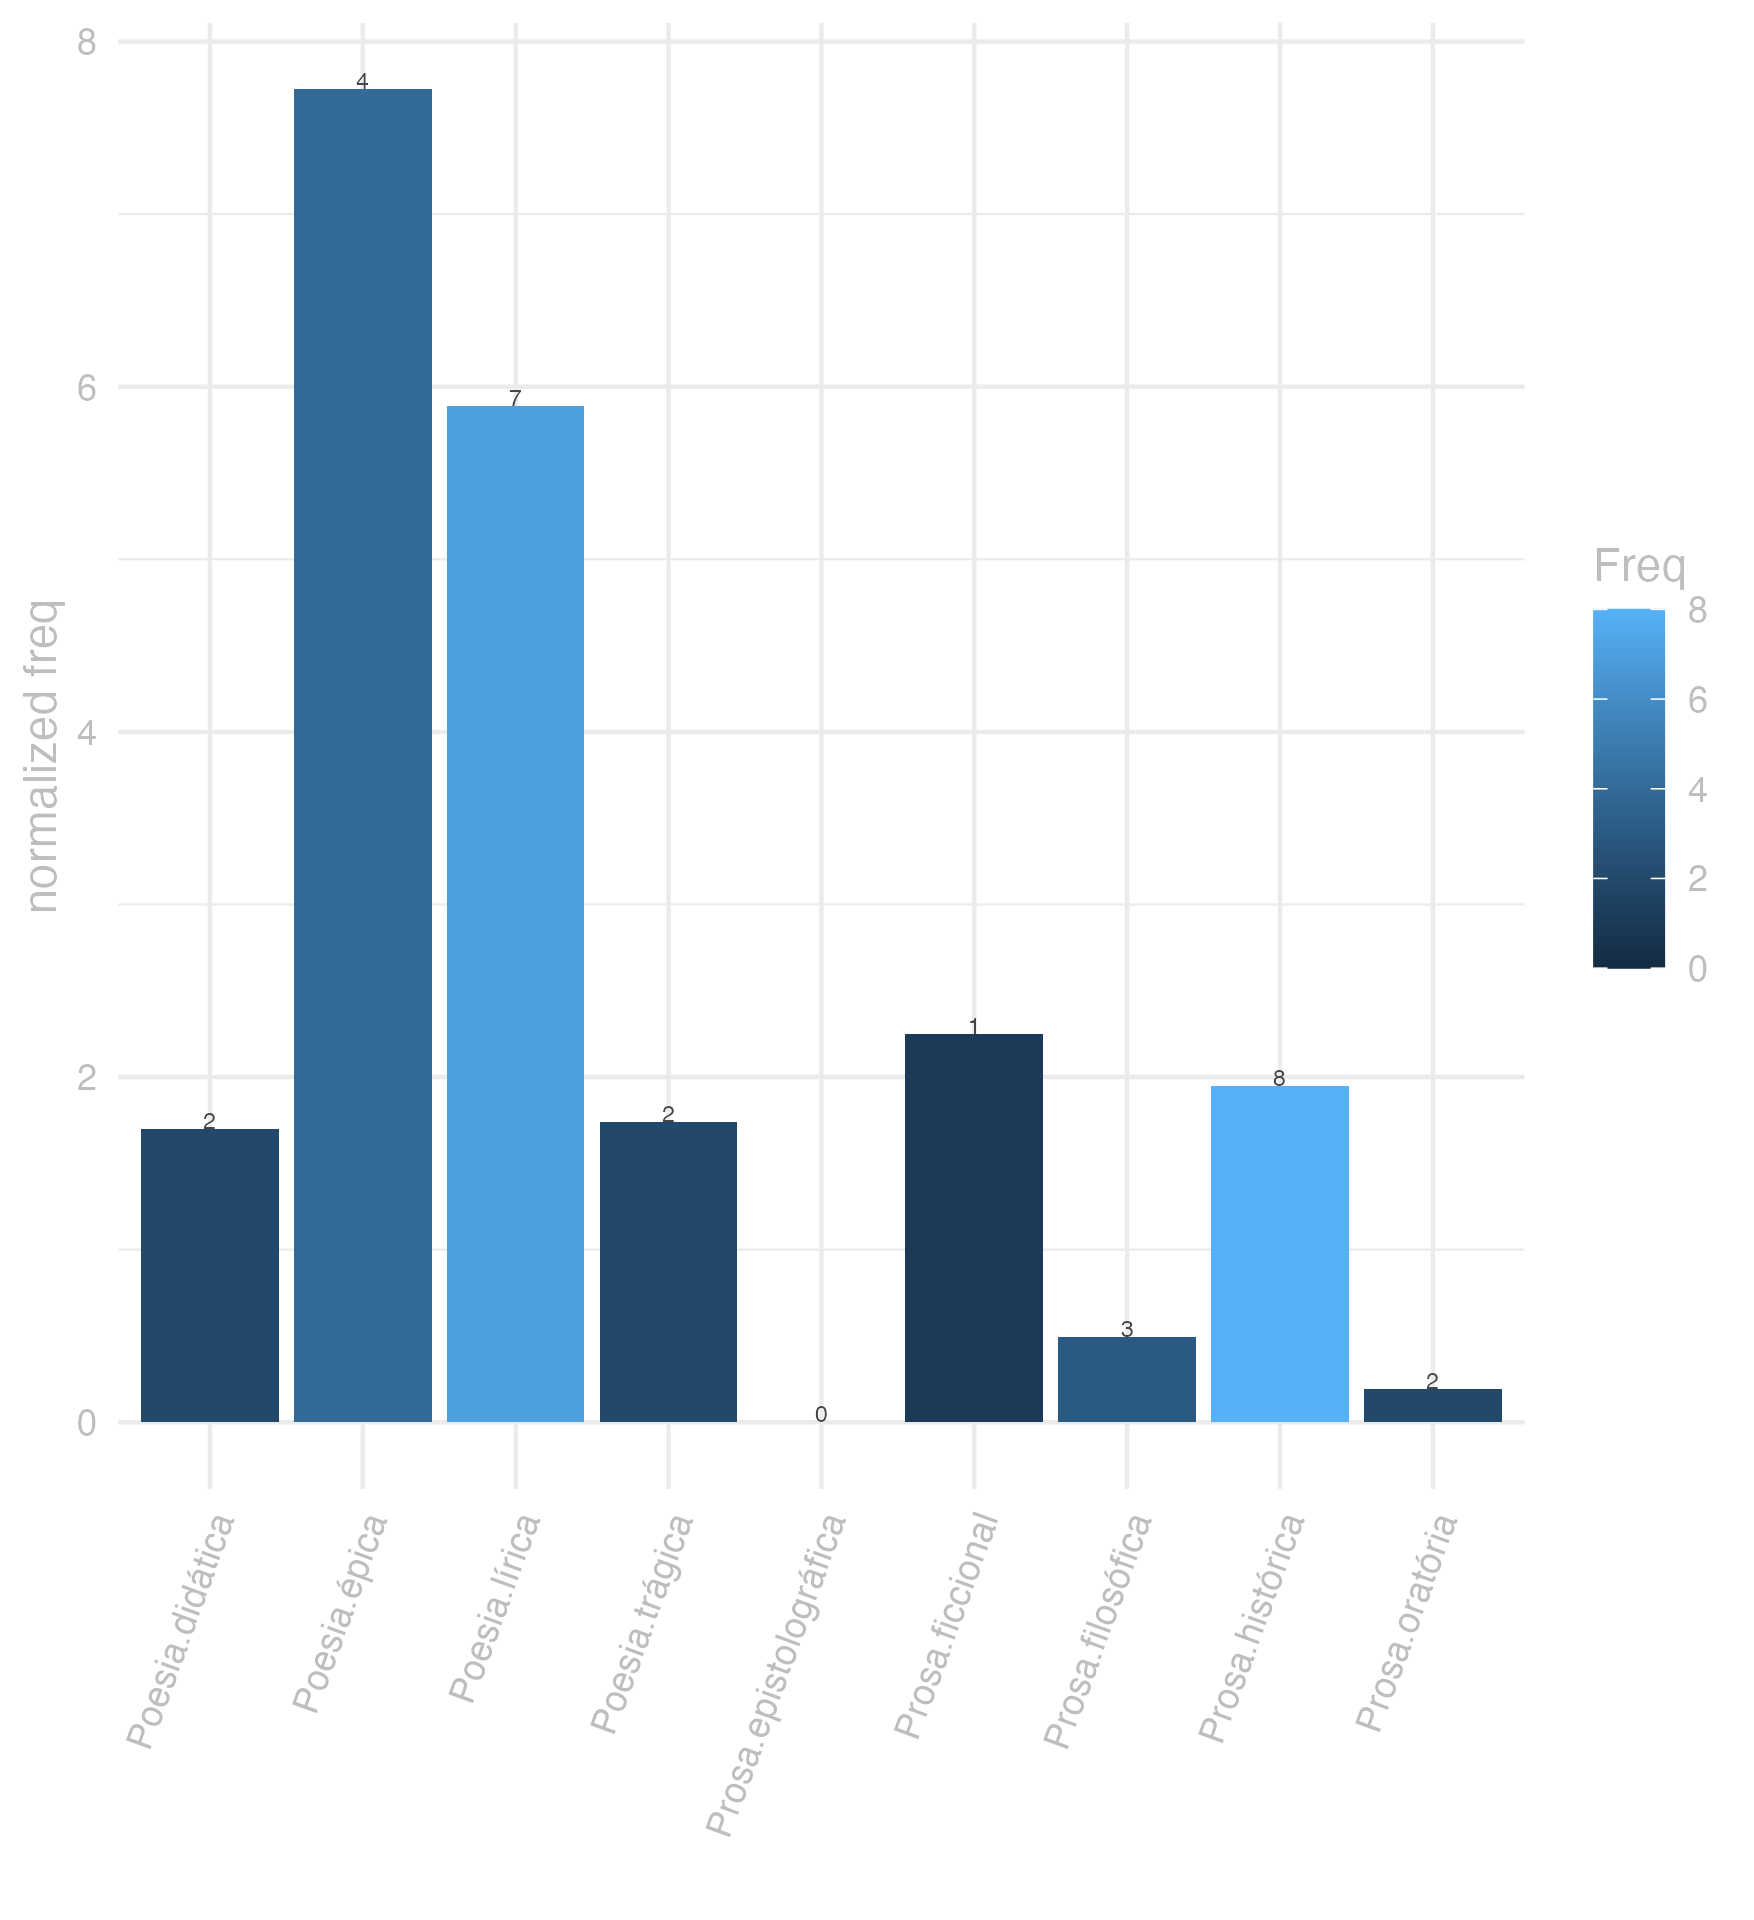 normalized freq
8
6
4
2
0
2
4
7
2
0
1
3
8
2
Poesia.didática
Poesia.épica
Poesia.lírica
Poesia.trágica
Prosa.epistolográfica
Prosa.ficcional
Prosa.filosófica
Prosa.histórica
Prosa.oratória
Freq
8
6
4
2
0